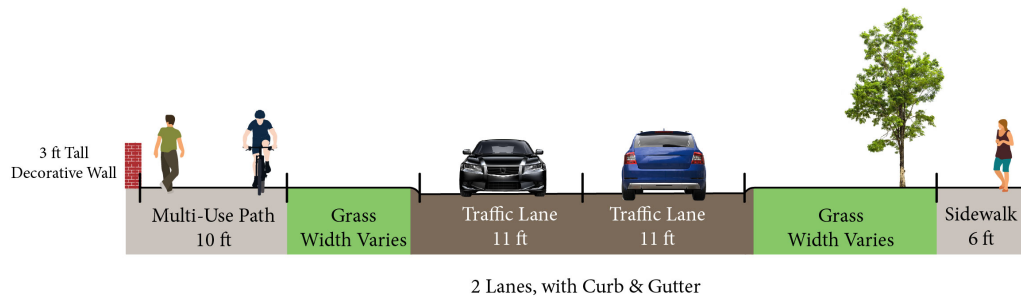 3 ft Tall
Decorative Wall
Multi-Use Path
10 ft
Grass
Width Varies
Traffic Lane
11 ft
Traffic Lane
11 ft
Grass
Width Varies
Sidewalk
6 ft
2 Lanes, with Curb & Gutter